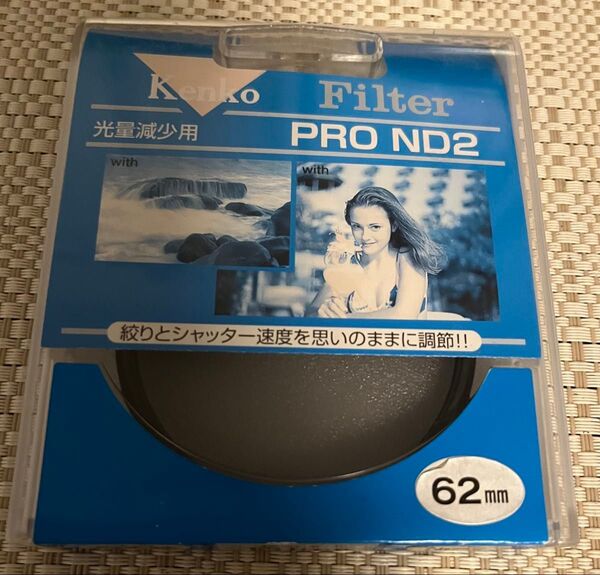 Kenko Filter
光量減少用 PRO ND2
with
with
絞りとシャッター速度を思いのままに調節!!
62mm